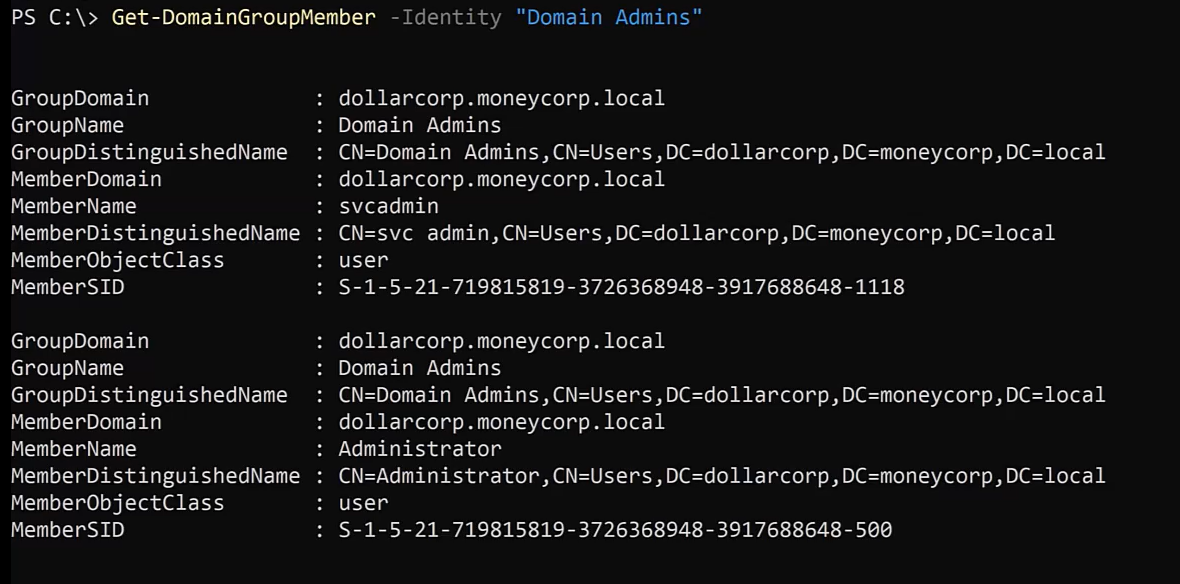 PS C:\> Get-DomainGroupMember -Identity "Domain Admins"
GroupDomain : dollarcorp.moneycorp.local
GroupName : Domain Admins
GroupDistinguishedName : CN=Domain Admins,CN=Users,DC=dollarcorp,DC=moneycorp,DC=local
MemberDomain : dollarcorp.moneycorp.local
MemberName : svcadmin
MemberDistinguishedName : CN=svc admin,CN=Users,DC=dollarcorp,DC=moneycorp,DC=local
MemberObjectClass : user
MemberSID : S-1-5-21-719815819-3726368948-3917688648-1118
GroupDomain : dollarcorp.moneycorp.local
GroupName : Domain Admins
GroupDistinguishedName : CN=Domain Admins,CN=Users,DC=dollarcorp,DC=moneycorp,DC=local
MemberDomain : dollarcorp.moneycorp.local
MemberName : Administrator
MemberDistinguishedName : CN=Administrator,CN=Users,DC=dollarcorp,DC=moneycorp,DC=local
MemberObjectClass : user
MemberSID : S-1-5-21-719815819-3726368948-3917688648-500